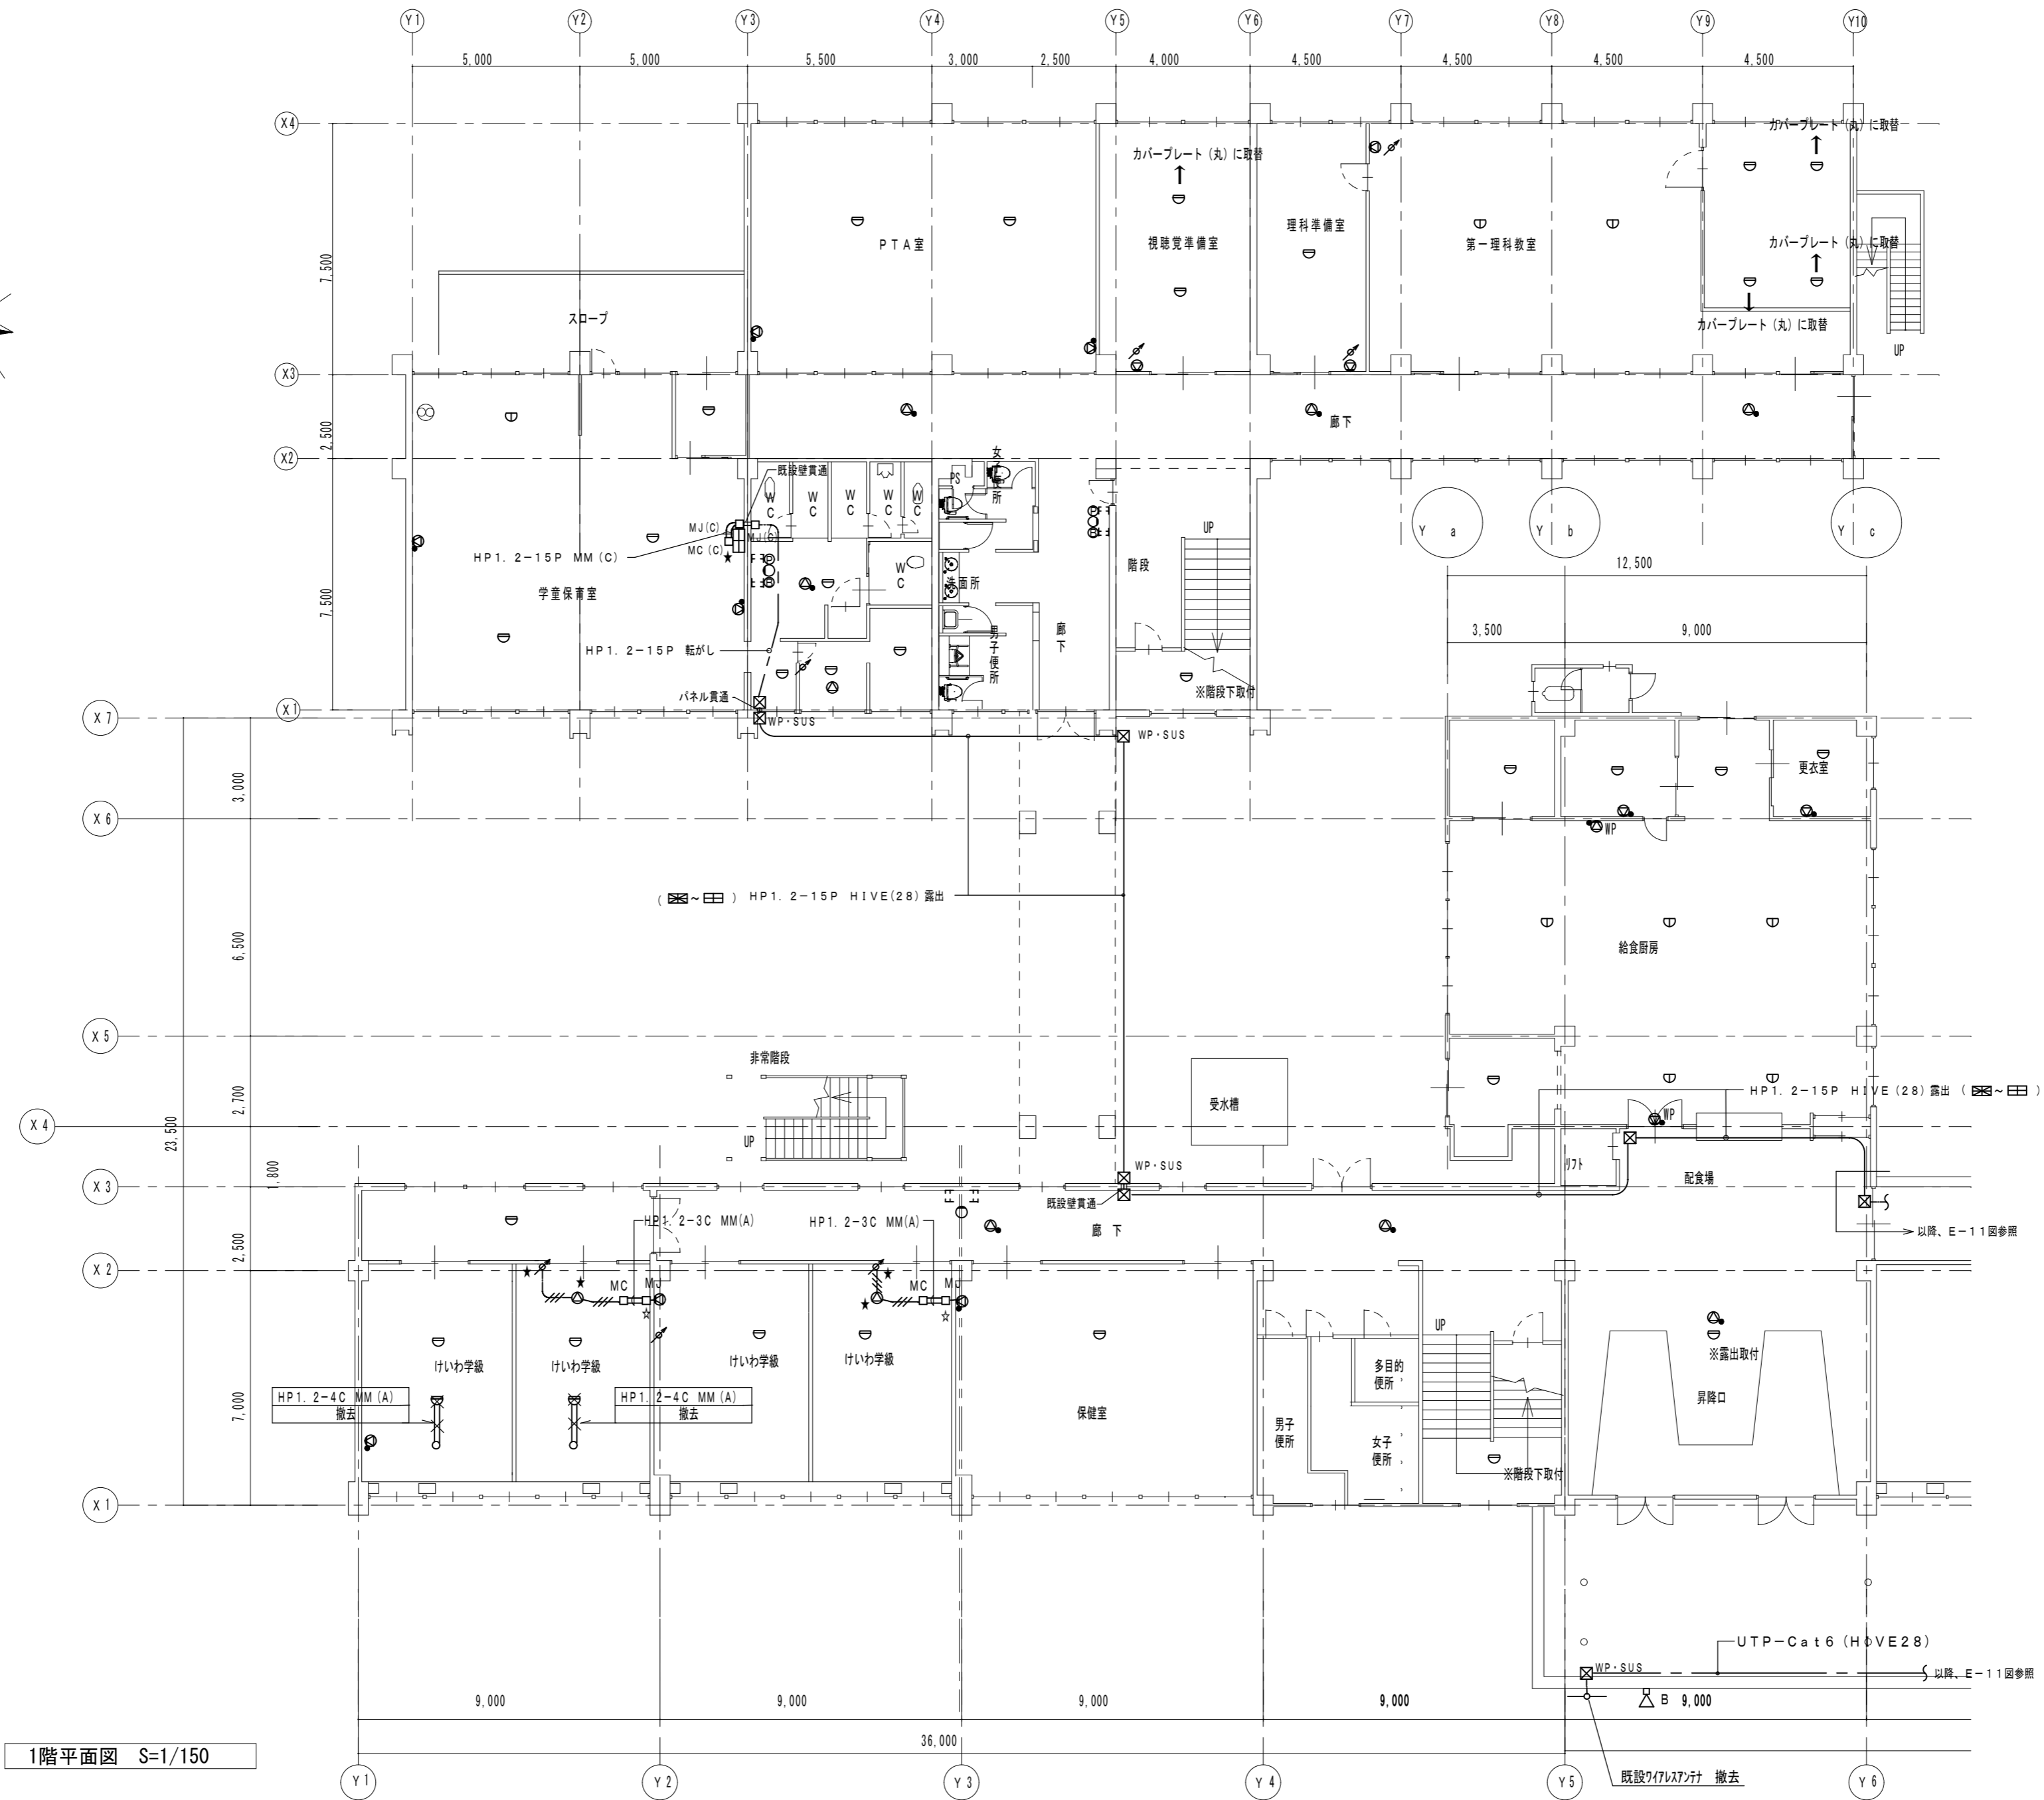 Y1 Y2 Y3 Y4 Y5 Y6 Y7 Y8 Y9 Y10
5,000 5,000 5,500 3,000 2,500 4,000 4,500 4,500 4,500 4,500
X4
カバープレート（丸）に取替
カバープレート（丸）に取替
PTA室
視聴覚準備室
理科準備室
第一理科教室
カバープレート（丸）に取替
7,500
スロープ
カバープレート（丸）に取替
UP
X3
2,500
廊下
X2
既設壁貫通
WC
WC
WC
WC
WC
PS
女子便所
MJ(C)
MJ(C)
MC(C)
HP1.2-15P MM(C)
UP
Y a
Y b
Y c
12,500
学童保育室
WC
洗面所
階段
7,500
3,500 9,000
HP1.2-15P 転がし
男子便所
廊下
パネル貫通
※階段下取付
X1
X7
WP・SUS
WP・SUS
更衣室
3,000
X6
WP
（ ～ ） HP1.2-15P HIVE(28)露出
6,500
給食厨房
X5
非常階段
2,700
HP1.2-15P HIVE(28)露出 （ ～ ）
受水槽
X4
23,500
UP
WP
1,800
WP・SUS
リフト
配食場
X3
既設壁貫通
HP1.2-3C MM(A)
HP1.2-3C MM(A)
廊 下
以降、E-11図参照
2,500
X2
★ ★ MC MJ ☆
★ ★ MC MJ ☆
UP
けいわ学級
けいわ学級
けいわ学級
けいわ学級
※露出取付
多目的便所
HP1.2-4C MM(A)
撤去
HP1.2-4C MM(A)
撤去
7,000
保健室
昇降口
男子便所
女子便所
※階段下取付
X1
UTP-Cat6(HIVE28)
WP・SUS
以降、E-11図参照
9,000 9,000 9,000 9,000 B 9,000
36,000
1階平面図 S=1/150
Y1 Y2 Y3 Y4 Y5 Y6
既設ワイアレスアンテナ 撤去